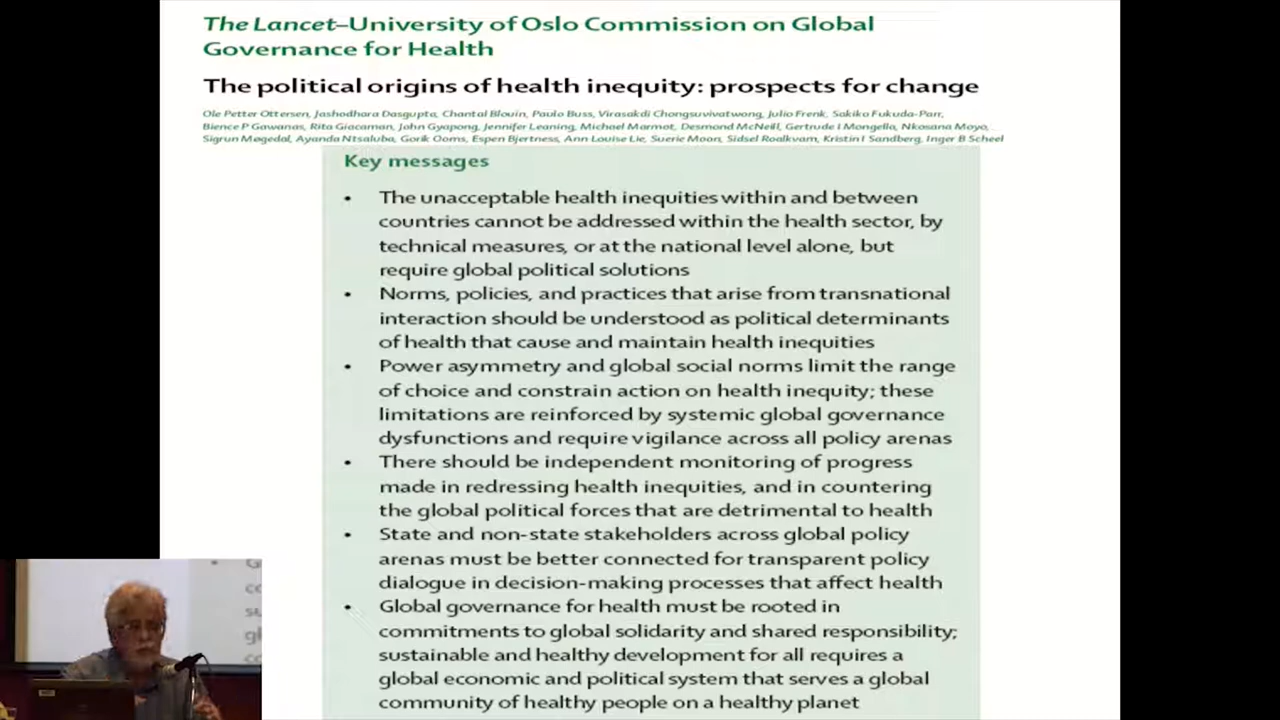 The Lancet–University of Oslo Commission on Global
Governance for Health
The political origins of health inequity: prospects for change
Ole Petter Ottersen, Jashodhara Dasgupta, Chantal Blouin, Paulo Buss, Virasakdi Chongsuvivatwong, Julio Frenk, Sakiko Fukuda-Parr,
Bience P Gawanas, Rita Giacaman, John Gyapong, Jennifer Leaning, Michael Marmot, Desmond McNeill, Gertrude I Mongella, Nkosana Moyo,
Sigrun Møgedal, Ayanda Ntsaluba, Gorik Ooms, Espen Bjertness, Ann Louise Lie, Suerie Moon, Sidsel Roalkvam, Kristin I Sandberg, Inger B Scheel
Key messages
• The unacceptable health inequities within and between
countries cannot be addressed within the health sector, by
technical measures, or at the national level alone, but
require global political solutions
• Norms, policies, and practices that arise from transnational
interaction should be understood as political determinants
of health that cause and maintain health inequities
• Power asymmetry and global social norms limit the range
of choice and constrain action on health inequity; these
limitations are reinforced by systemic global governance
dysfunctions and require vigilance across all policy arenas
• There should be independent monitoring of progress
made in redressing health inequities, and in countering
the global political forces that are detrimental to health
• State and non-state stakeholders across global policy
arenas must be better connected for transparent policy
dialogue in decision-making processes that affect health
• Global governance for health must be rooted in
commitments to global solidarity and shared responsibility;
sustainable and healthy development for all requires a
global economic and political system that serves a global
community of healthy people on a healthy planet